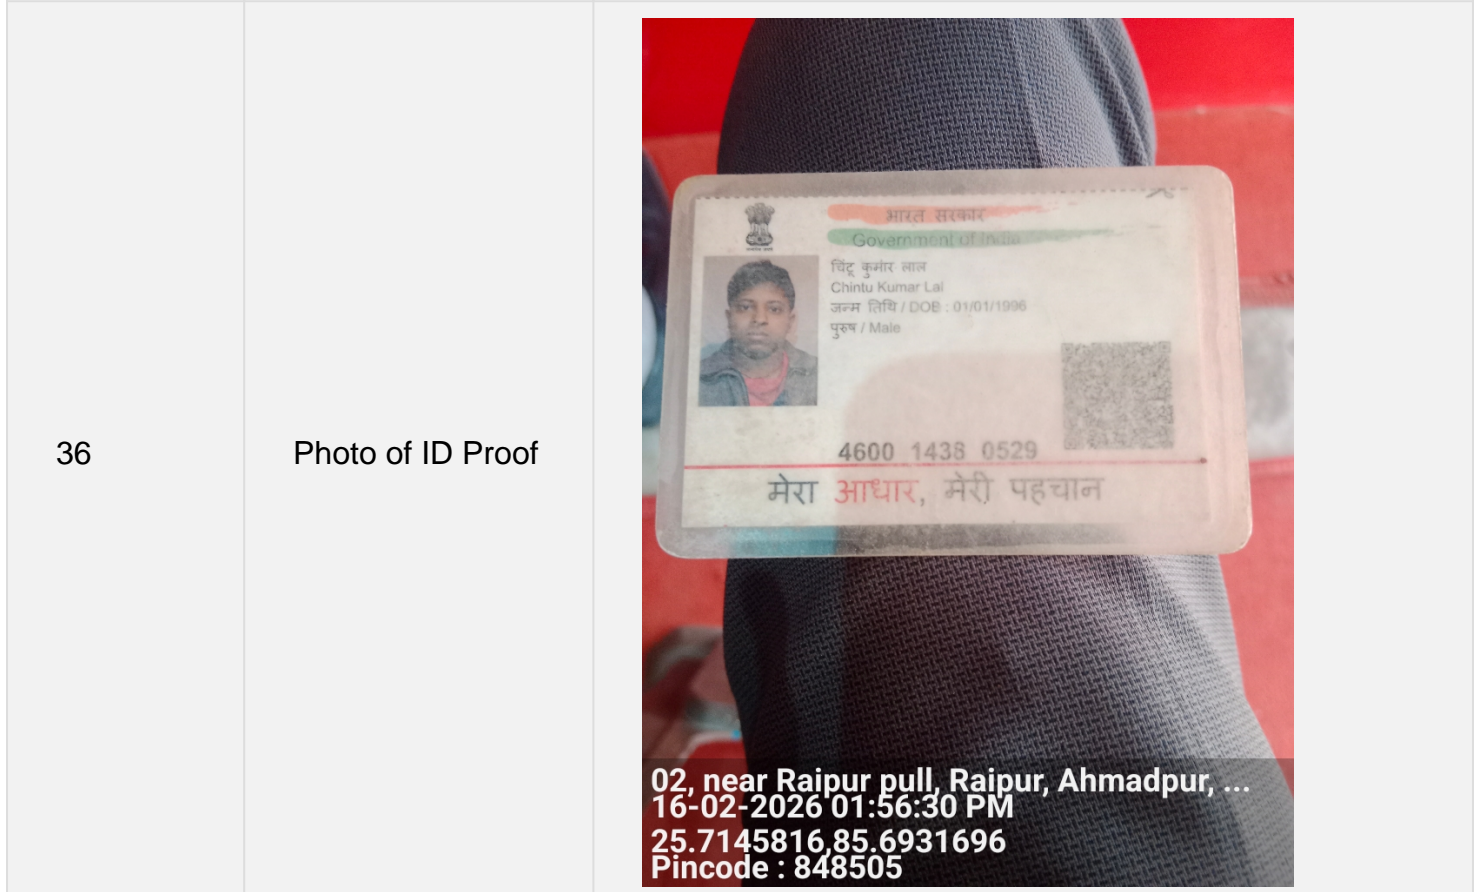 36
Photo of ID Proof
भारत सरकार
Government of India
चिंटू कुमार लाल
Chintu Kumar Lal
जन्म तिथि / DOB : 01/01/1996
पुरुष / Male
4600 1438 0529
मेरा आधार, मेरी पहचान
02, near Raipur pull, Raipur, Ahmadpur, ...
16-02-2026 01:56:30 PM
25.7145816,85.6931696
Pincode : 848505